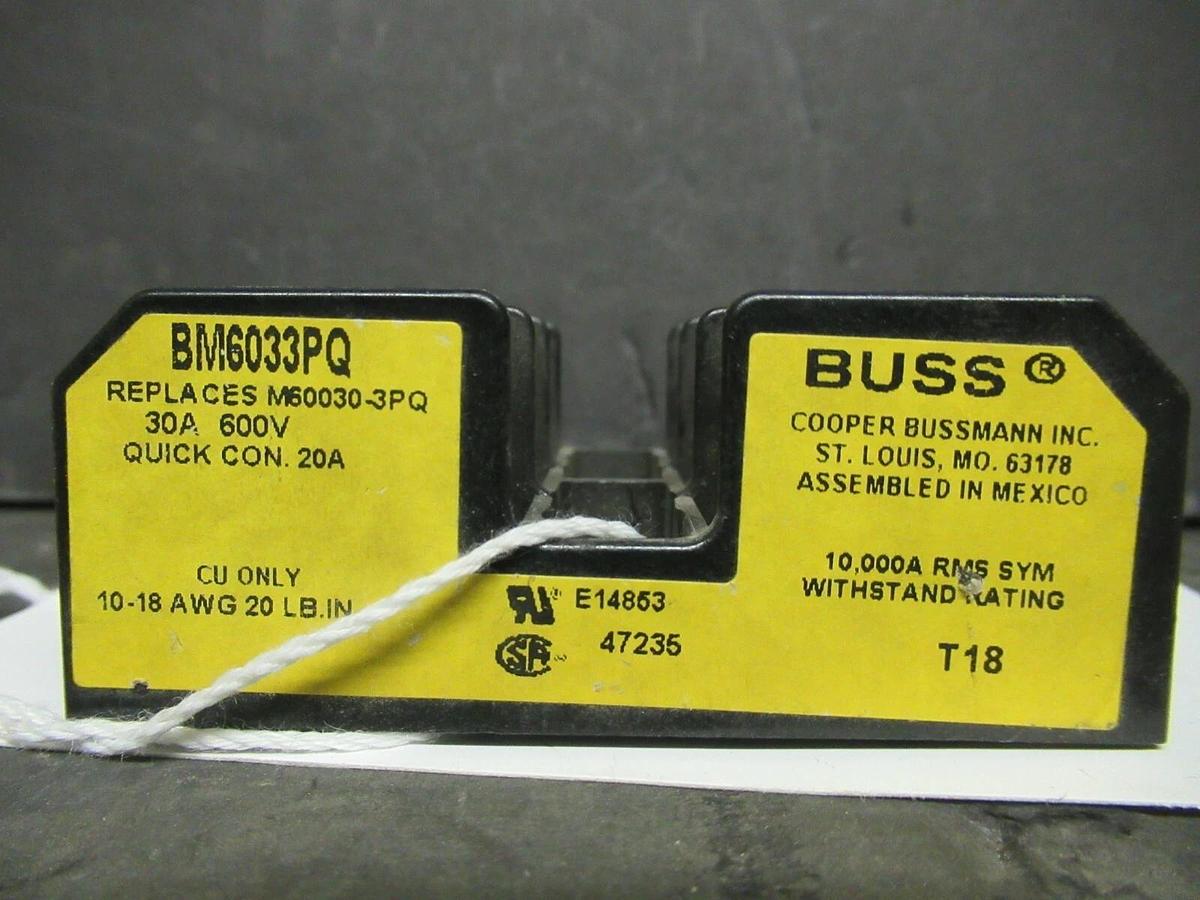 BM6033PQ
REPLACES M60030-3PQ
30A 600V
QUICK CON. 20A
CU ONLY
10-18 AWG 20 LB.IN
BUSS ®
COOPER BUSSMANN INC.
ST. LOUIS, MO. 63178
ASSEMBLED IN MEXICO
10,000A RMS SYM
WITHSTAND RATING
T18
E14853
47235